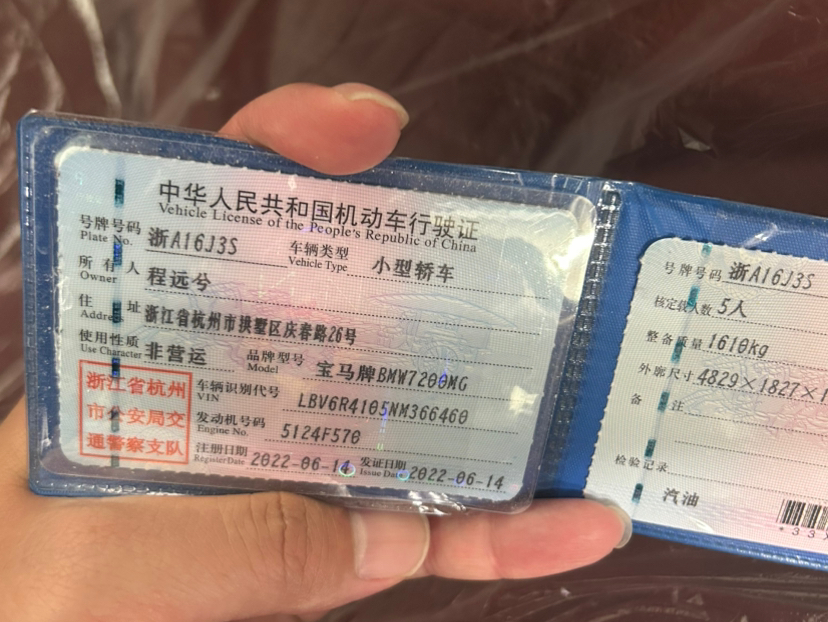 中华人民共和国机动车行驶证
Vehicle License of the People's Republic of China
号牌号码 浙A16J3S 车辆类型 小型轿车
Plate No. Vehicle Type
所有人 程远兮
Owner
住址 浙江省杭州市拱墅区庆春路26号
Address
使用性质 非营运 品牌型号 宝马牌BMW7200MG
Use Character Model
浙江省杭州
市公安局交
通警察支队
车辆识别代号 LBV6R4105NM366460
VIN
发动机号码 5124F570
Engine No.
注册日期 2022-06-14 发证日期 2022-06-14
Register Date Issue Date
号牌号码 浙A16J3S
核定载人数 5人
整备质量 1610kg
外廓尺寸 4829×1827×1
备注
检验记录
汽油
*33